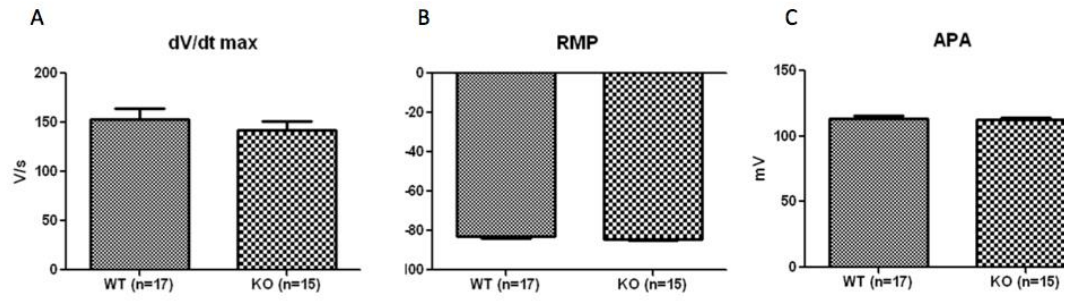 A
dV/dt max
200
150
100
50
0
V/s
WT (n=17)
KO (n=15)
B
RMP
0
-20
-40
-60
-80
100
WT (n=17)
KO (n=15)
C
APA
150
100
50
0
mV
WT (n=17)
KO (n=15)